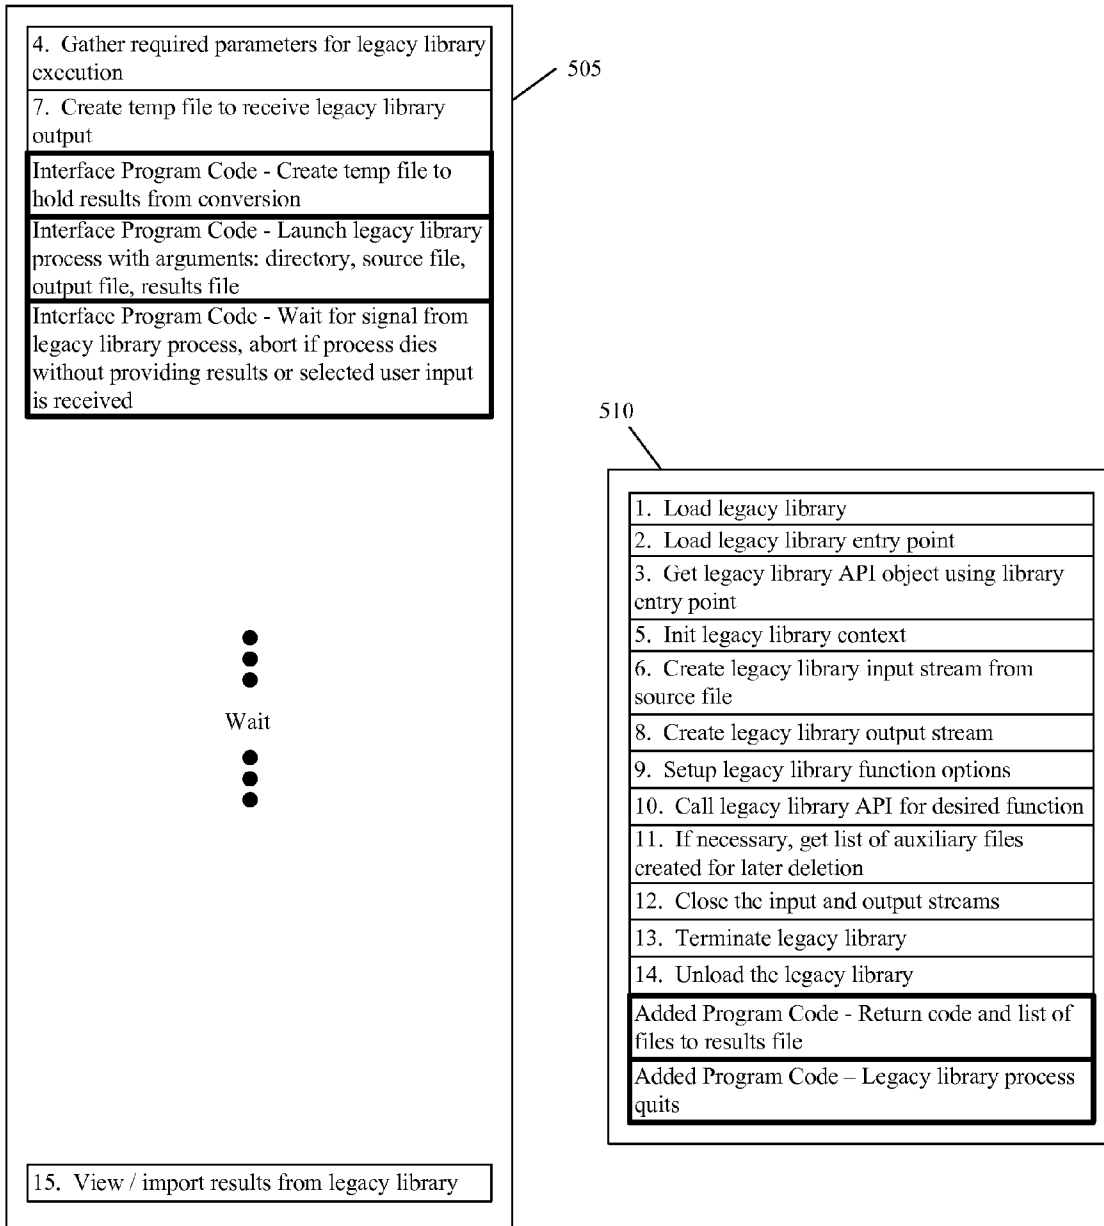 4. Gather required parameters for legacy library
execution
7. Create temp file to receive legacy library
output
Interface Program Code - Create temp file to
hold results from conversion
Interface Program Code - Launch legacy library
process with arguments: directory, source file,
output file, results file
Interface Program Code - Wait for signal from
legacy library process, abort if process dies
without providing results or selected user input
is received
Wait
15. View / import results from legacy library
505
510
1. Load legacy library
2. Load legacy library entry point
3. Get legacy library API object using library
entry point
5. Init legacy library context
6. Create legacy library input stream from
source file
8. Create legacy library output stream
9. Setup legacy library function options
10. Call legacy library API for desired function
11. If necessary, get list of auxiliary files
created for later deletion
12. Close the input and output streams
13. Terminate legacy library
14. Unload the legacy library
Added Program Code - Return code and list of
files to results file
Added Program Code – Legacy library process
quits